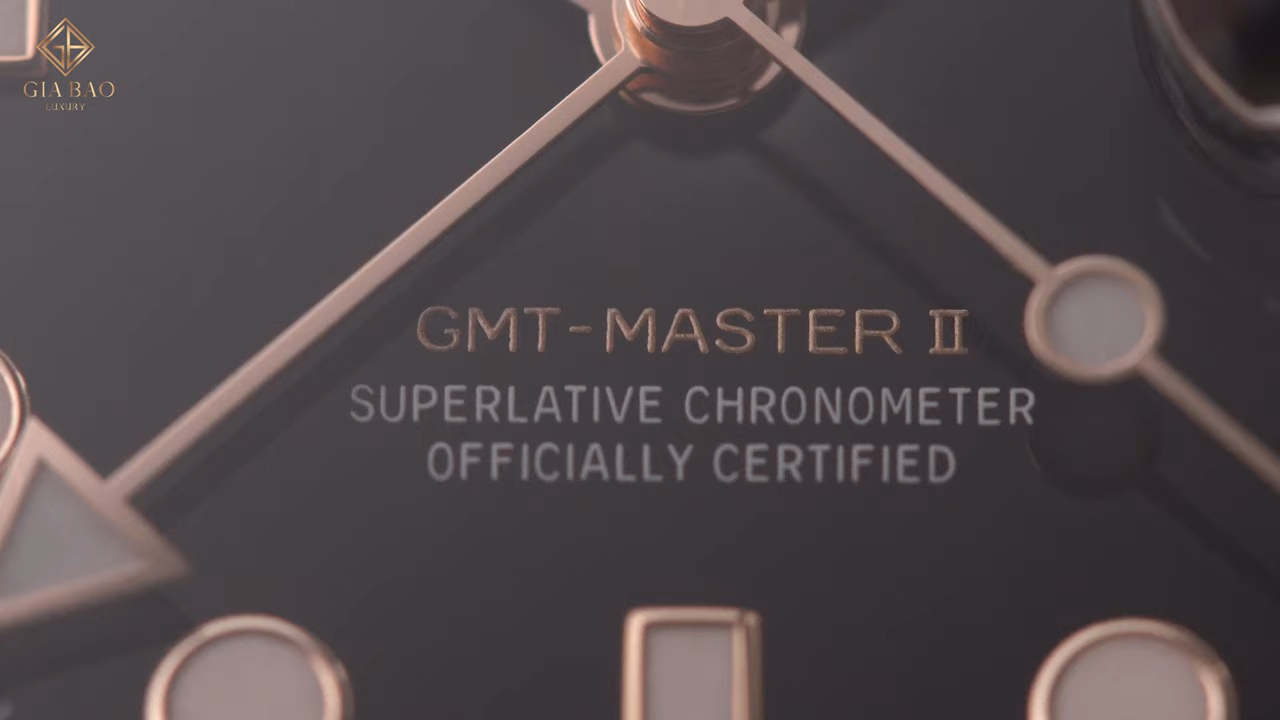 GIA BAO
LUXURY
GMT-MASTER II
SUPERLATIVE CHRONOMETER
OFFICIALLY CERTIFIED